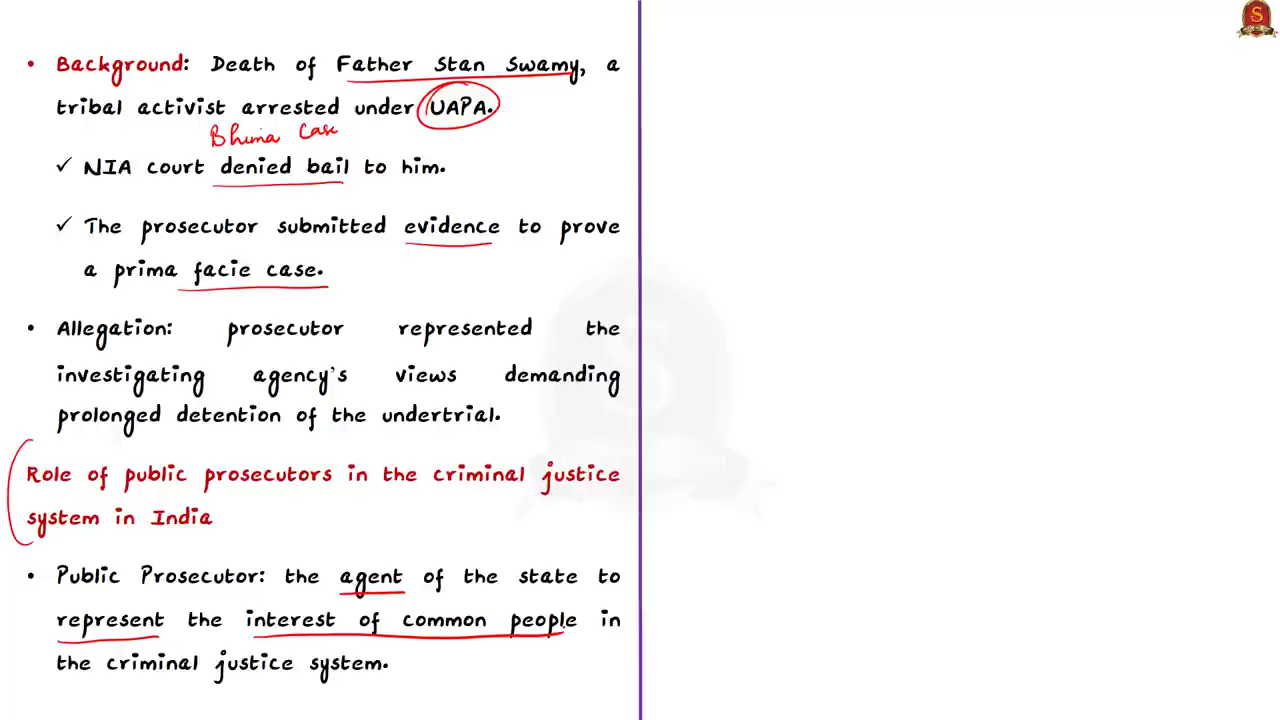 • Background: Death of Father Stan Swamy, a
tribal activist arrested under UAPA.
Bhima Case
✓ NIA court denied bail to him.
✓ The prosecutor submitted evidence to prove
a prima facie case.
• Allegation: prosecutor represented the
investigating agency's views demanding
prolonged detention of the undertrial.
Role of public prosecutors in the criminal justice
system in India
• Public Prosecutor: the agent of the state to
represent the interest of common people in
the criminal justice system.
S